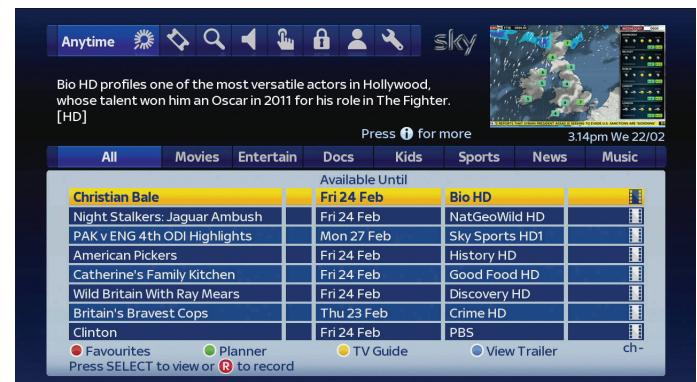 Anytime
sky
Bio HD profiles one of the most versatile actors in Hollywood,
whose talent won him an Oscar in 2011 for his role in The Fighter.
[HD]
Press i for more
3.14pm We 22/02
All Movies Entertain Docs Kids Sports News Music
Available Until
Christian Bale Fri 24 Feb Bio HD
Night Stalkers: Jaguar Ambush Fri 24 Feb NatGeoWild HD
PAK v ENG 4th ODI Highlights Mon 27 Feb Sky Sports HD1
American Pickers Fri 24 Feb History HD
Catherine's Family Kitchen Fri 24 Feb Good Food HD
Wild Britain With Ray Mears Fri 24 Feb Discovery HD
Britain's Bravest Cops Thu 23 Feb Crime HD
Clinton Fri 24 Feb PBS
Favourites Planner TV Guide View Trailer ch-
Press SELECT to view or R to record